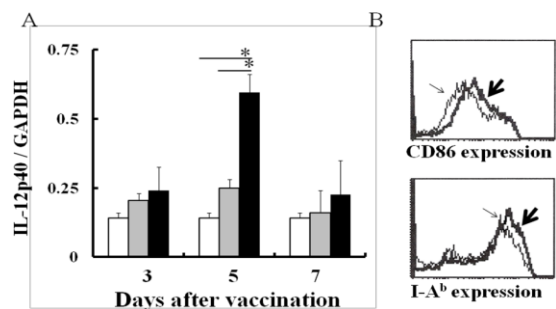 A
B
IL-12p40 / GAPDH
0.75
0.5
0.25
0
* 
*
3 5 7
Days after vaccination
CD86 expression
I-Aᵇ expression